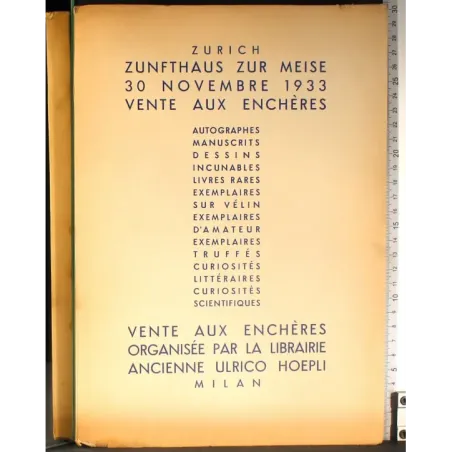 ZURICH
ZUNFTHAUS ZUR MEISE
30 NOVEMBRE 1933
VENTE AUX ENCHÈRES
AUTOGRAPHES
MANUSCRITS
DESSINS
INCUNABLES
LIVRES RARES
EXEMPLAIRES
SUR VÉLIN
EXEMPLAIRES
D'AMATEUR
EXEMPLAIRES
TRUFFÉS
CURIOSITÉS
LITTÉRAIRES
CURIOSITÉS
SCIENTIFIQUES
VENTE AUX ENCHÈRES
ORGANISÉE PAR LA LIBRAIRIE
ANCIENNE ULRICO HOEPLI
MILAN